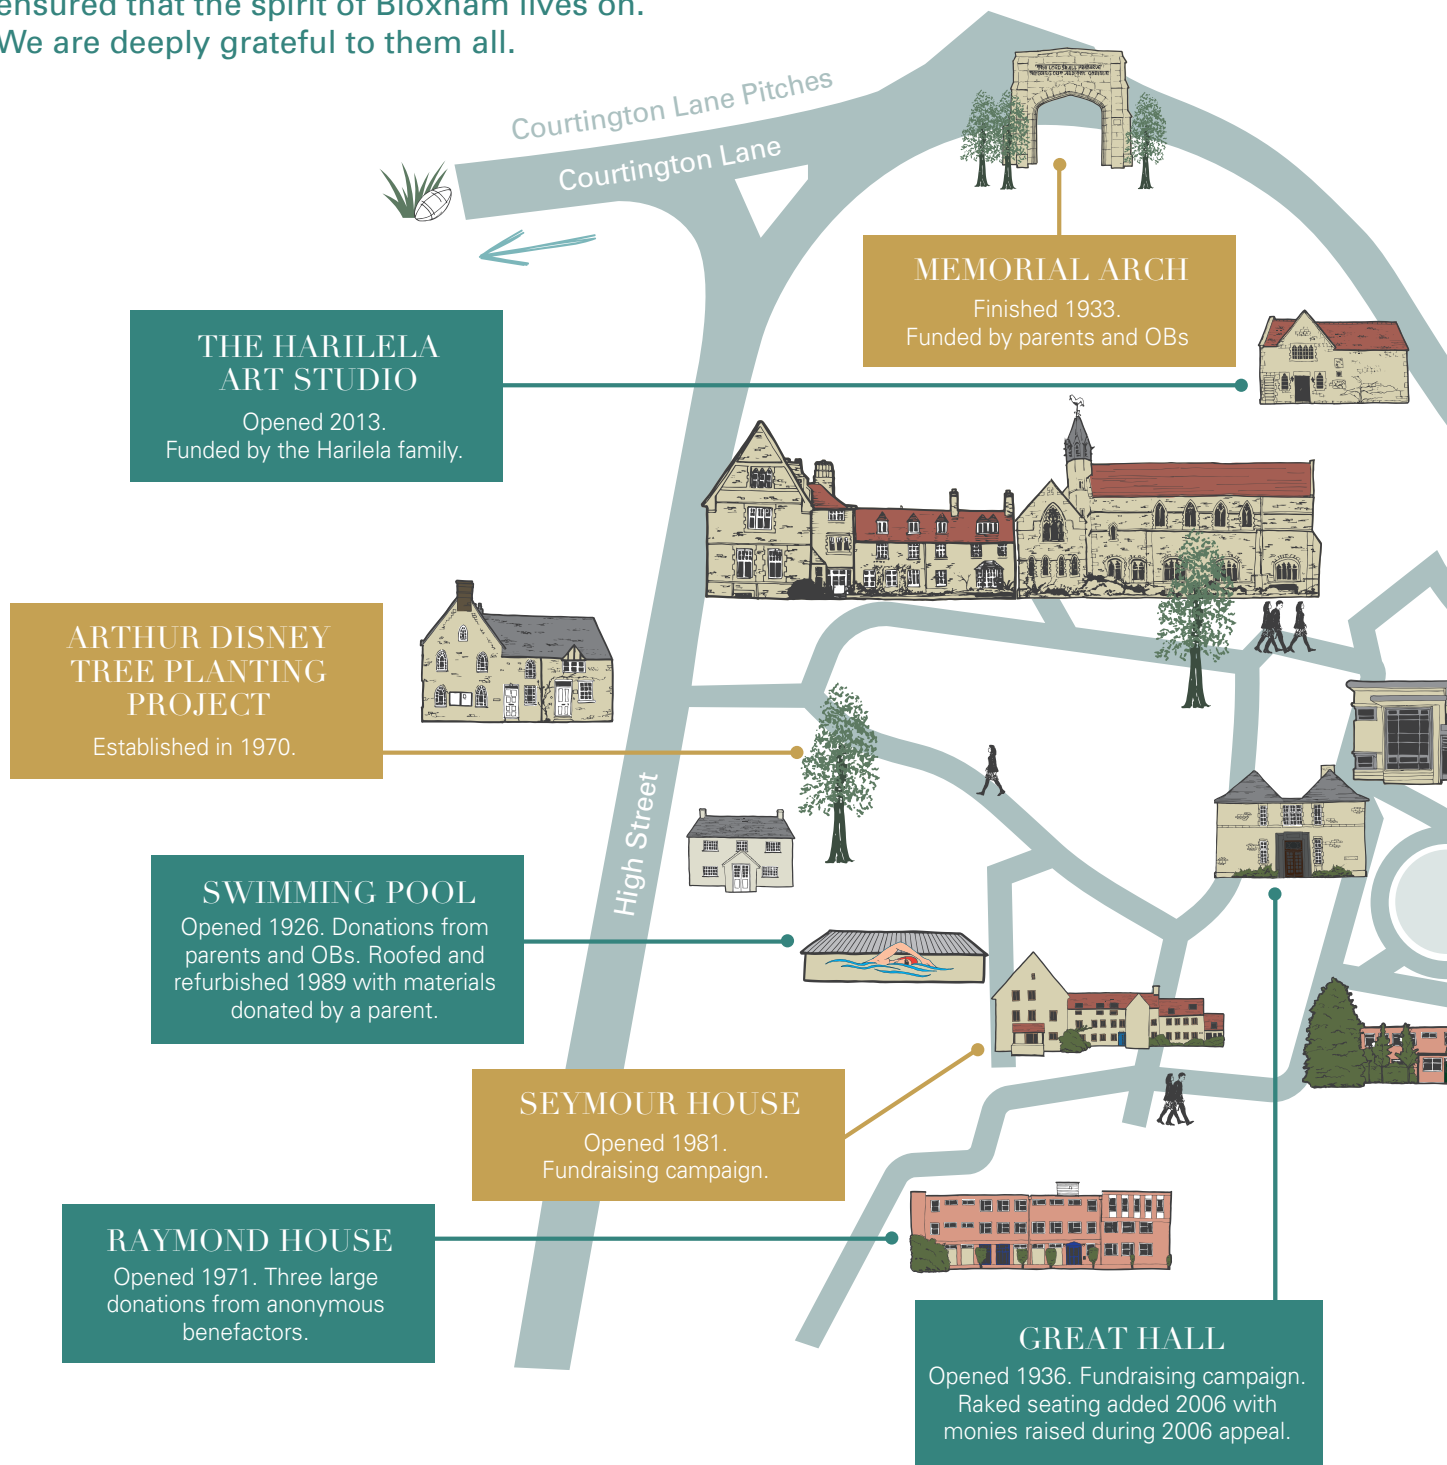 ensured that the spirit of Bloxham lives on.
We are deeply grateful to them all.
Courtington Lane Pitches
Courtington Lane
MEMORIAL ARCH
Finished 1933.
Funded by parents and OBs
THE HARILELA
ART STUDIO
Opened 2013.
Funded by the Harilela family.
ARTHUR DISNEY
TREE PLANTING
PROJECT
Established in 1970.
High Street
SWIMMING POOL
Opened 1926. Donations from
parents and OBs. Roofed and
refurbished 1989 with materials
donated by a parent.
SEYMOUR HOUSE
Opened 1981.
Fundraising campaign.
RAYMOND HOUSE
Opened 1971. Three large
donations from anonymous
benefactors.
GREAT HALL
Opened 1936. Fundraising campaign.
Raked seating added 2006 with
monies raised during 2006 appeal.